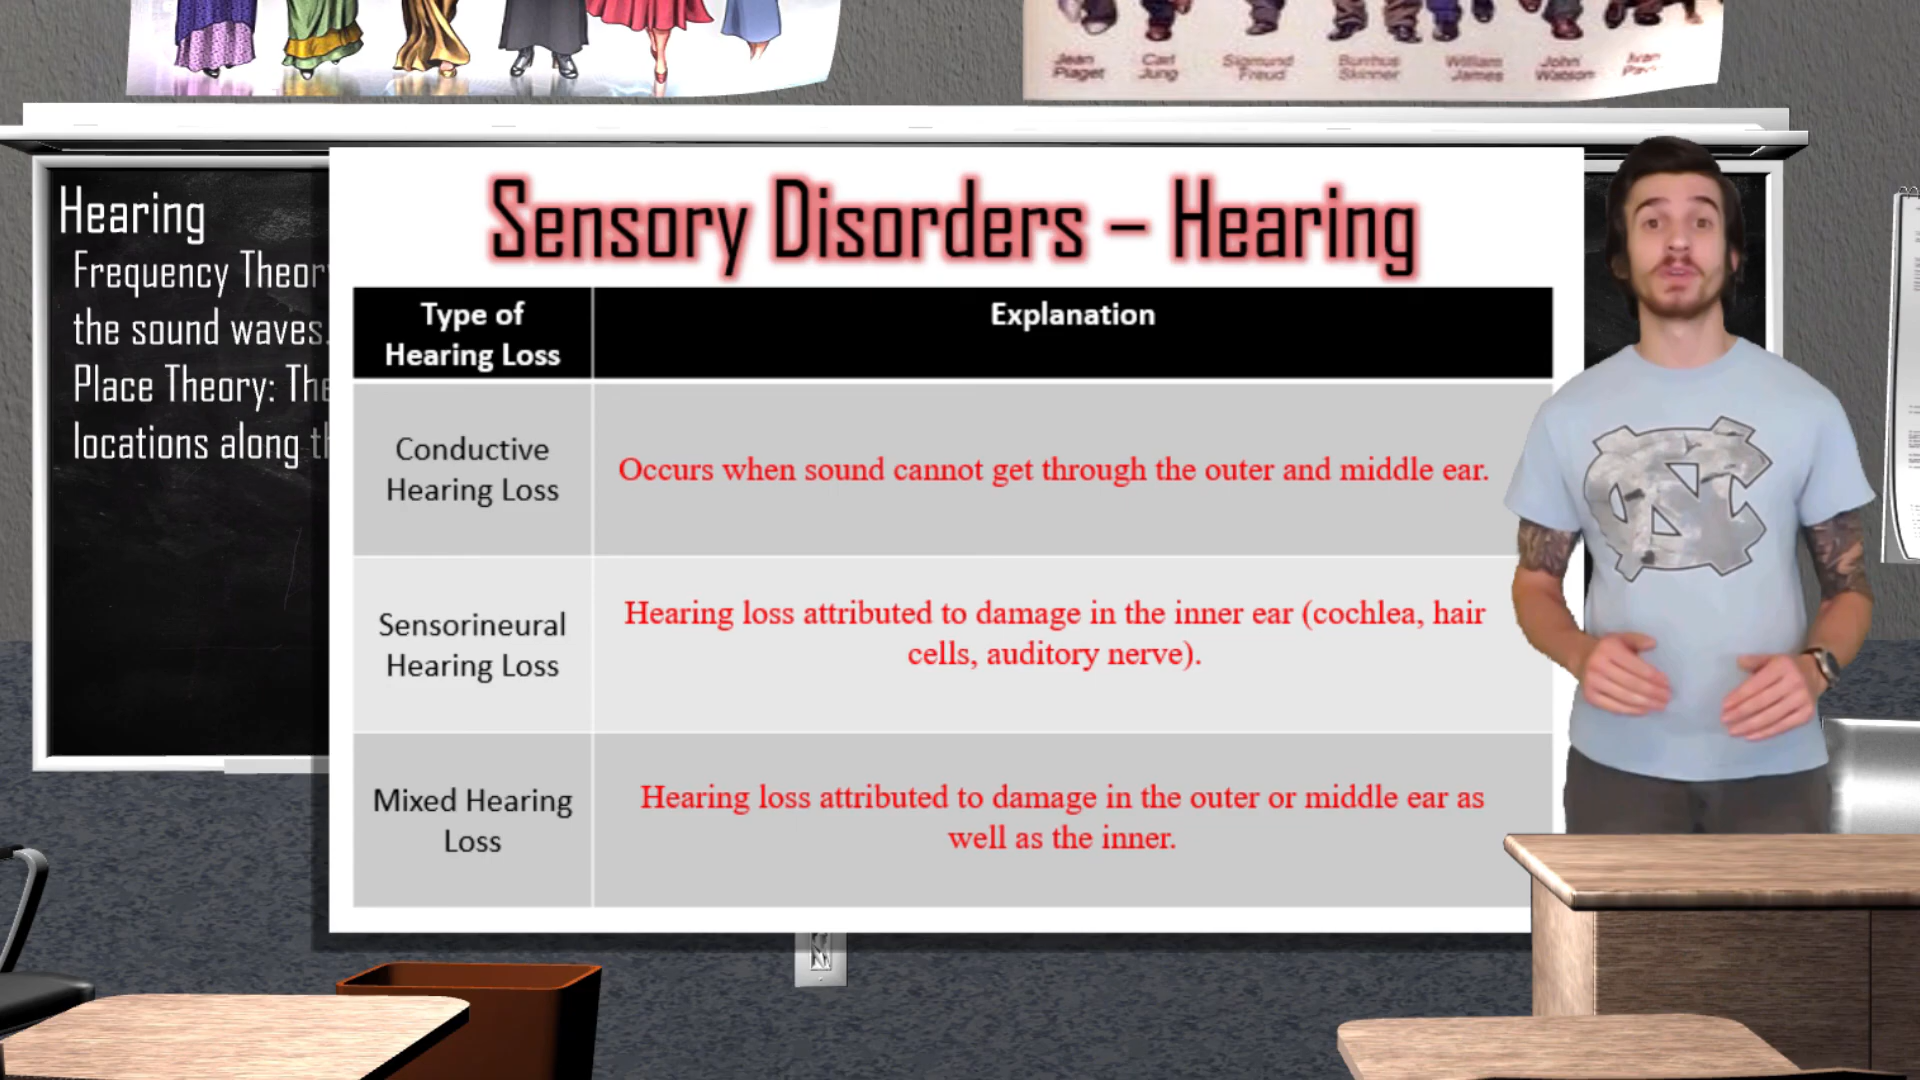 Jean Piaget
Carl Jung
Sigmund Freud
Burrhus Skinner
William James
John Watson
Ivan
Hearing
Frequency Theory
the sound waves.
Place Theory: The
locations along
Sensory Disorders – Hearing
Type of Hearing Loss
Explanation
Conductive Hearing Loss
Occurs when sound cannot get through the outer and middle ear.
Sensorineural Hearing Loss
Hearing loss attributed to damage in the inner ear (cochlea, hair
cells, auditory nerve).
Mixed Hearing Loss
Hearing loss attributed to damage in the outer or middle ear as
well as the inner.
NC